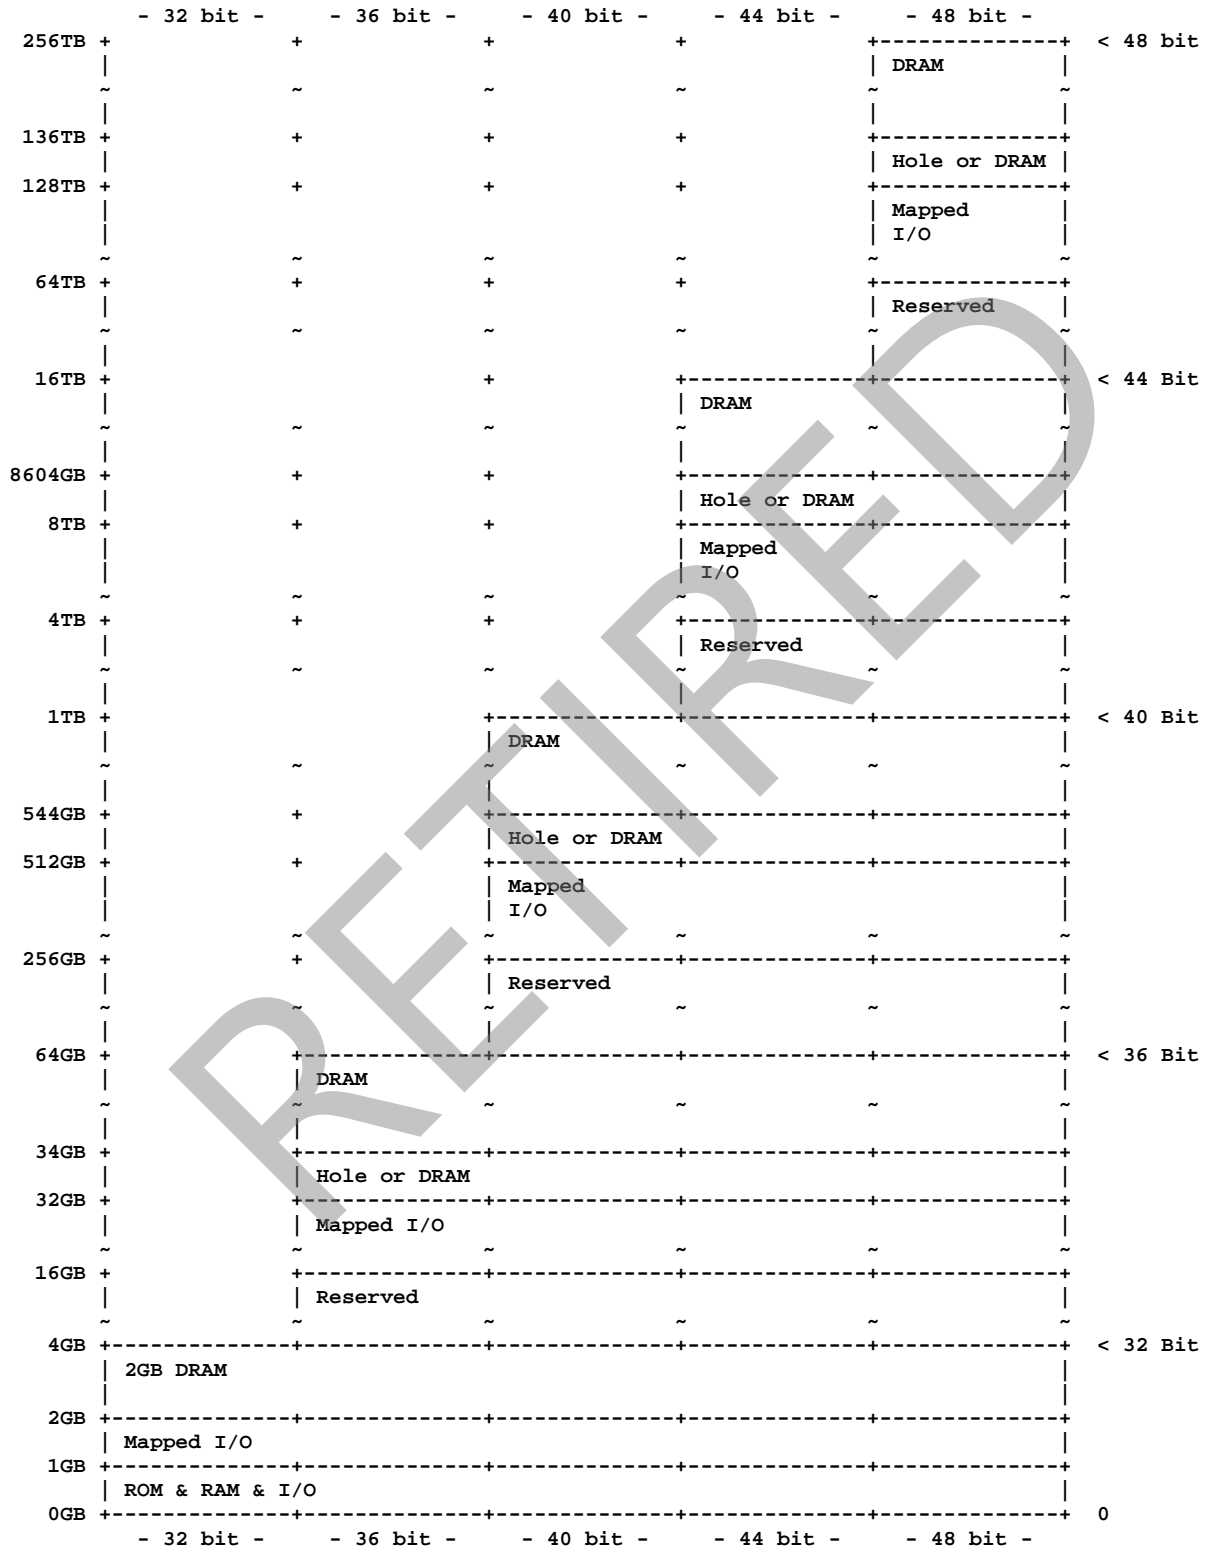 - 32 bit - - 36 bit - - 40 bit - - 44 bit - - 48 bit -
256TB + + + + +---------------+ < 48 bit
| | DRAM |
~ ~ ~ ~ ~ ~
| | |
136TB + + + + +---------------+
| | Hole or DRAM |
128TB + + + + +---------------+
| | Mapped |
| | I/O |
~ ~ ~ ~ ~ ~
64TB + + + + +---------------+
| | Reserved |
~ ~ ~ ~ ~ ~
| | |
16TB + + +--------------+---------------+ < 44 Bit
| | DRAM |
~ ~ ~ ~ ~ ~
| | |
8604GB + + + +--------------+---------------+
| | Hole or DRAM |
8TB + + + +--------------+---------------+
| | Mapped |
| | I/O |
~ ~ ~ ~ ~ ~
4TB + + + +--------------+---------------+
| | Reserved |
~ ~ ~ ~ ~ ~
| | |
1TB + +--------------+--------------+---------------+ < 40 Bit
| | DRAM |
~ ~ ~ ~ ~ ~
| | |
544GB + + +--------------+--------------+---------------+
| | Hole or DRAM |
512GB + + +--------------+--------------+---------------+
| | Mapped |
| | I/O |
~ ~ ~ ~ ~ ~
256GB + + +--------------+--------------+---------------+
| | Reserved |
~ ~ ~ ~ ~ ~
| | |
64GB + +--------------+--------------+--------------+---------------+ < 36 Bit
| | DRAM |
~ ~ ~ ~ ~ ~
| | |
34GB + +--------------+--------------+--------------+---------------+
| | Hole or DRAM |
32GB + +--------------+--------------+--------------+---------------+
| | Mapped I/O |
~ ~ ~ ~ ~ ~
16GB + +--------------+--------------+--------------+---------------+
| | Reserved |
~ ~ ~ ~ ~ ~
4GB +--------------+--------------+--------------+--------------+---------------+ < 32 Bit
| 2GB DRAM |
| |
2GB +--------------+--------------+--------------+--------------+---------------+
| Mapped I/O |
1GB +--------------+--------------+--------------+--------------+---------------+
| ROM & RAM & I/O |
0GB +--------------+--------------+--------------+--------------+---------------+ 0
- 32 bit - - 36 bit - - 40 bit - - 44 bit - - 48 bit -
RETIRED